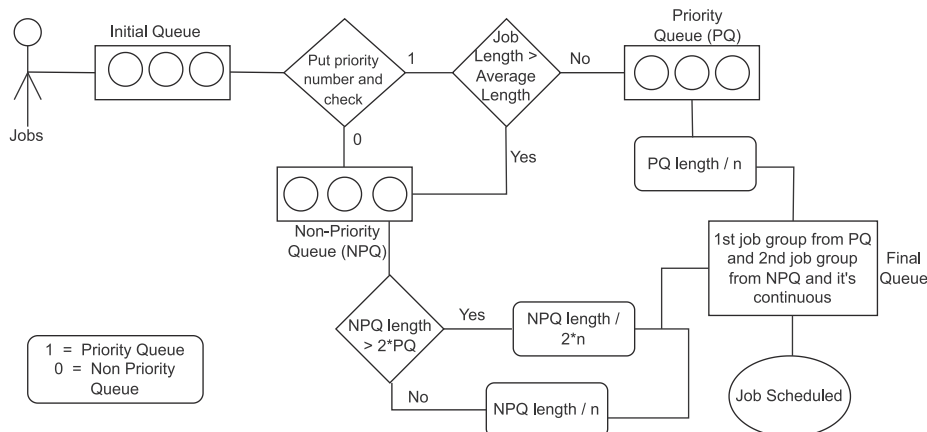 Initial Queue
Jobs
Put priority
number and
check
1
0
Job
Length >
Average
Length
No
Yes
Priority
Queue (PQ)
PQ length / n
Non-Priority
Queue (NPQ)
NPQ length
> 2*PQ
Yes
No
NPQ length /
2*n
NPQ length / n
1st job group from PQ
and 2nd job group
from NPQ and it's
continuous
Final
Queue
Job Scheduled
1 = Priority Queue
0 = Non Priority
Queue